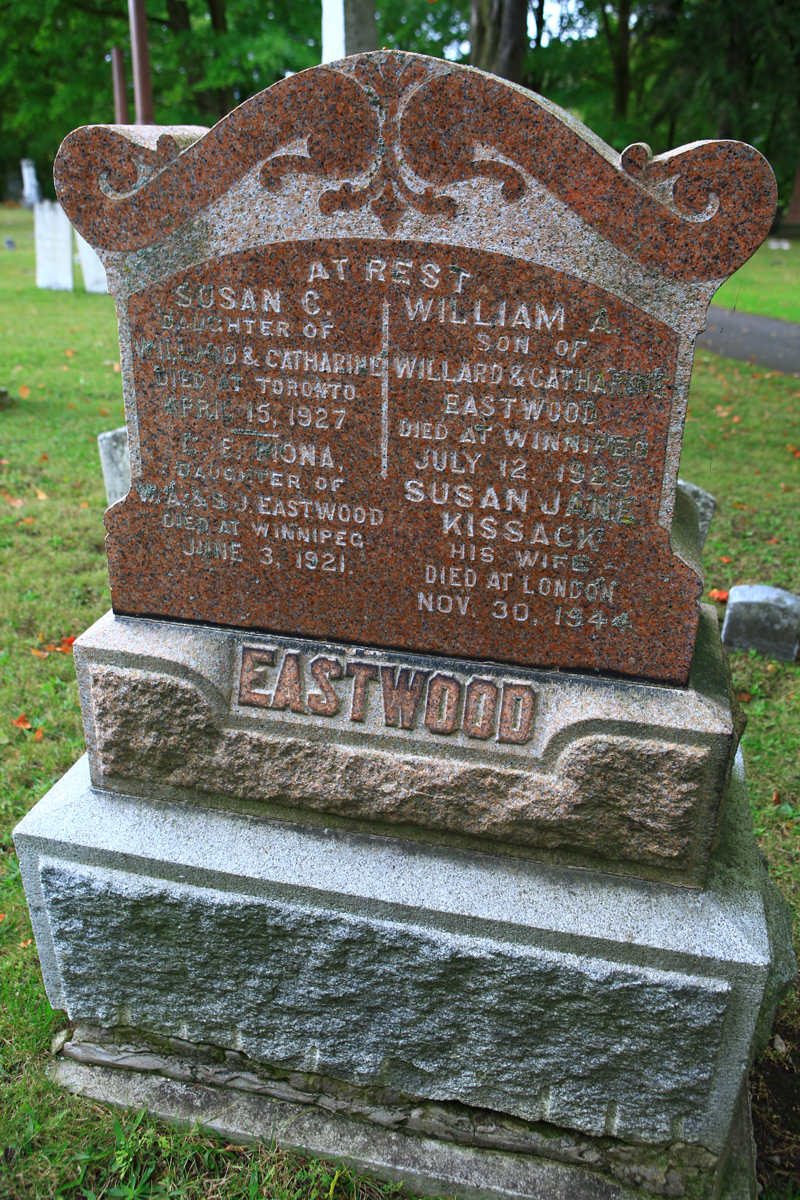 AT REST
SUSAN C.
DAUGHTER OF
WILLARD & CATHARINE
DIED AT TORONTO
APRIL 15, 1927
C. E. 
DAUGHTER OF
W. A. & S. J. EASTWOOD
DIED AT WINNIPEG
JUNE 3, 1921.
WILLIAM A.
SON OF
WILLARD & CATHARINE
EASTWOOD
DIED AT WINNIPEG
JULY 12,
SUSAN JANE
KISSACK
HIS WIFE
DIED AT LONDON
NOV. 30, 1944.
EASTWOOD